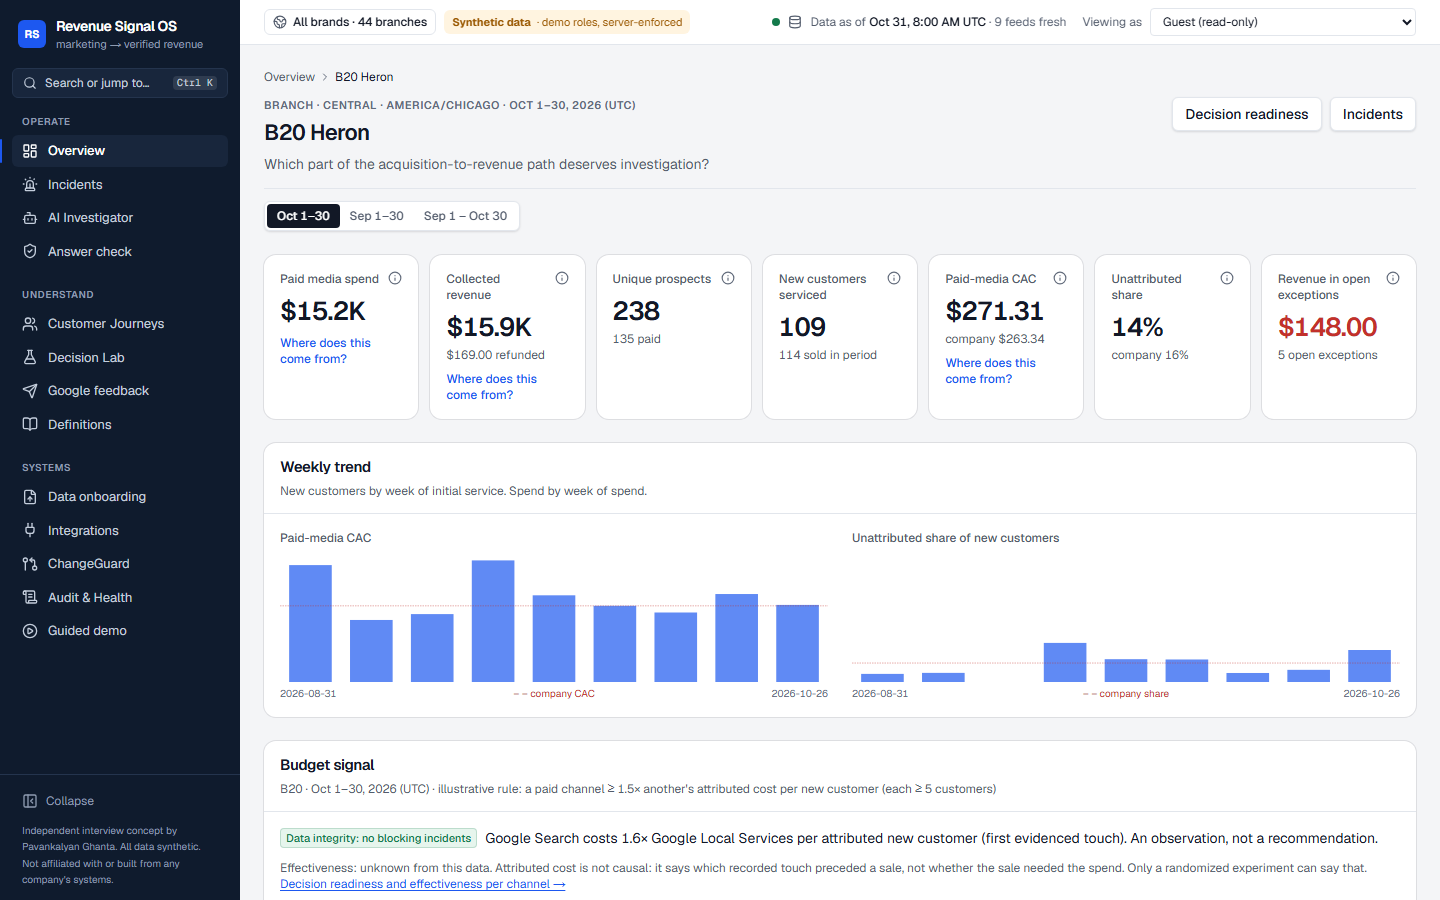 RS
Revenue Signal OS
marketing → verified revenue
Search or jump to...
Ctrl K
OPERATE
Overview
Incidents
AI Investigator
Answer check
UNDERSTAND
Customer Journeys
Decision Lab
Google feedback
Definitions
SYSTEMS
Data onboarding
Integrations
ChangeGuard
Audit & Health
Guided demo
Collapse
Independent interview concept by
Pavankalyan Ghanta. All data synthetic.
Not affiliated with or built from any
company's systems.
All brands · 44 branches
Synthetic data · demo roles, server-enforced
Data as of Oct 31, 8:00 AM UTC · 9 feeds fresh
Viewing as
Guest (read-only)
Overview > B20 Heron
BRANCH · CENTRAL · AMERICA/CHICAGO · OCT 1–30, 2026 (UTC)
B20 Heron
Which part of the acquisition-to-revenue path deserves investigation?
Decision readiness
Incidents
Oct 1–30
Sep 1–30
Sep 1 – Oct 30
Paid media spend
$15.2K
Where does this
come from?
Collected
revenue
$15.9K
$169.00 refunded
Where does this
come from?
Unique prospects
238
135 paid
New customers
serviced
109
114 sold in period
Paid-media CAC
$271.31
company $263.34
Where does this
come from?
Unattributed
share
14%
company 16%
Revenue in open
exceptions
$148.00
5 open exceptions
Weekly trend
New customers by week of initial service. Spend by week of spend.
Paid-media CAC
2026-08-31
– – company CAC
2026-10-26
Unattributed share of new customers
2026-08-31
– – company share
2026-10-26
Budget signal
B20 · Oct 1–30, 2026 (UTC) · illustrative rule: a paid channel ≥ 1.5× another's attributed cost per new customer (each ≥ 5 customers)
Data integrity: no blocking incidents
Google Search costs 1.6× Google Local Services per attributed new customer (first evidenced touch). An observation, not a recommendation.
Effectiveness: unknown from this data. Attributed cost is not causal: it says which recorded touch preceded a sale, not whether the sale needed the spend. Only a randomized experiment can say that.
Decision readiness and effectiveness per channel →